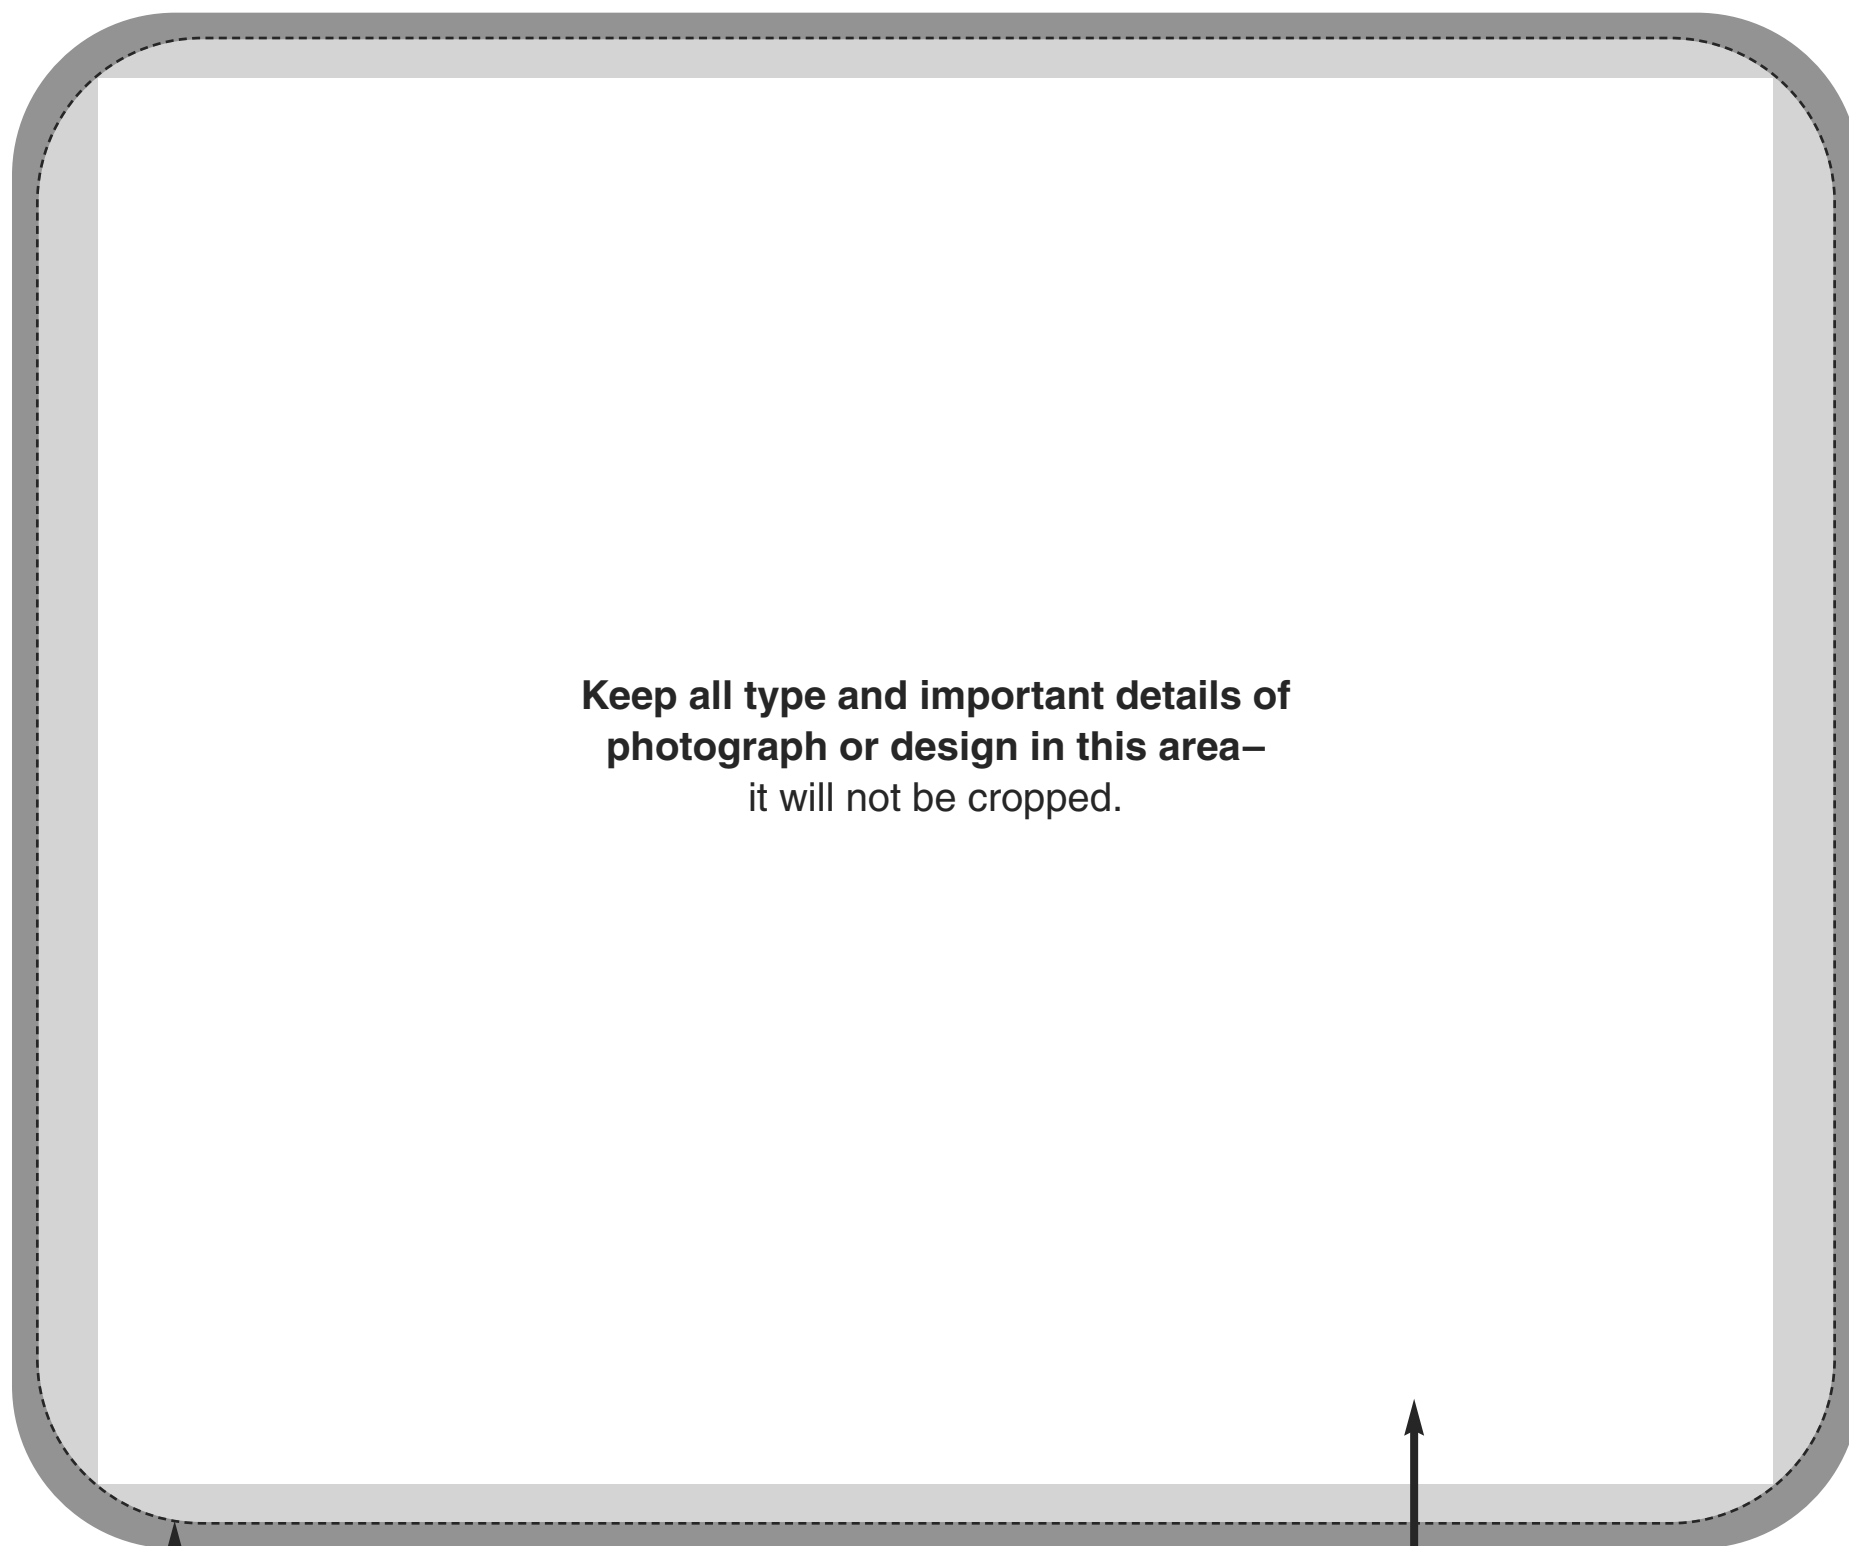 Keep all type and important details of
photograph or design in this area–
it will not be cropped.